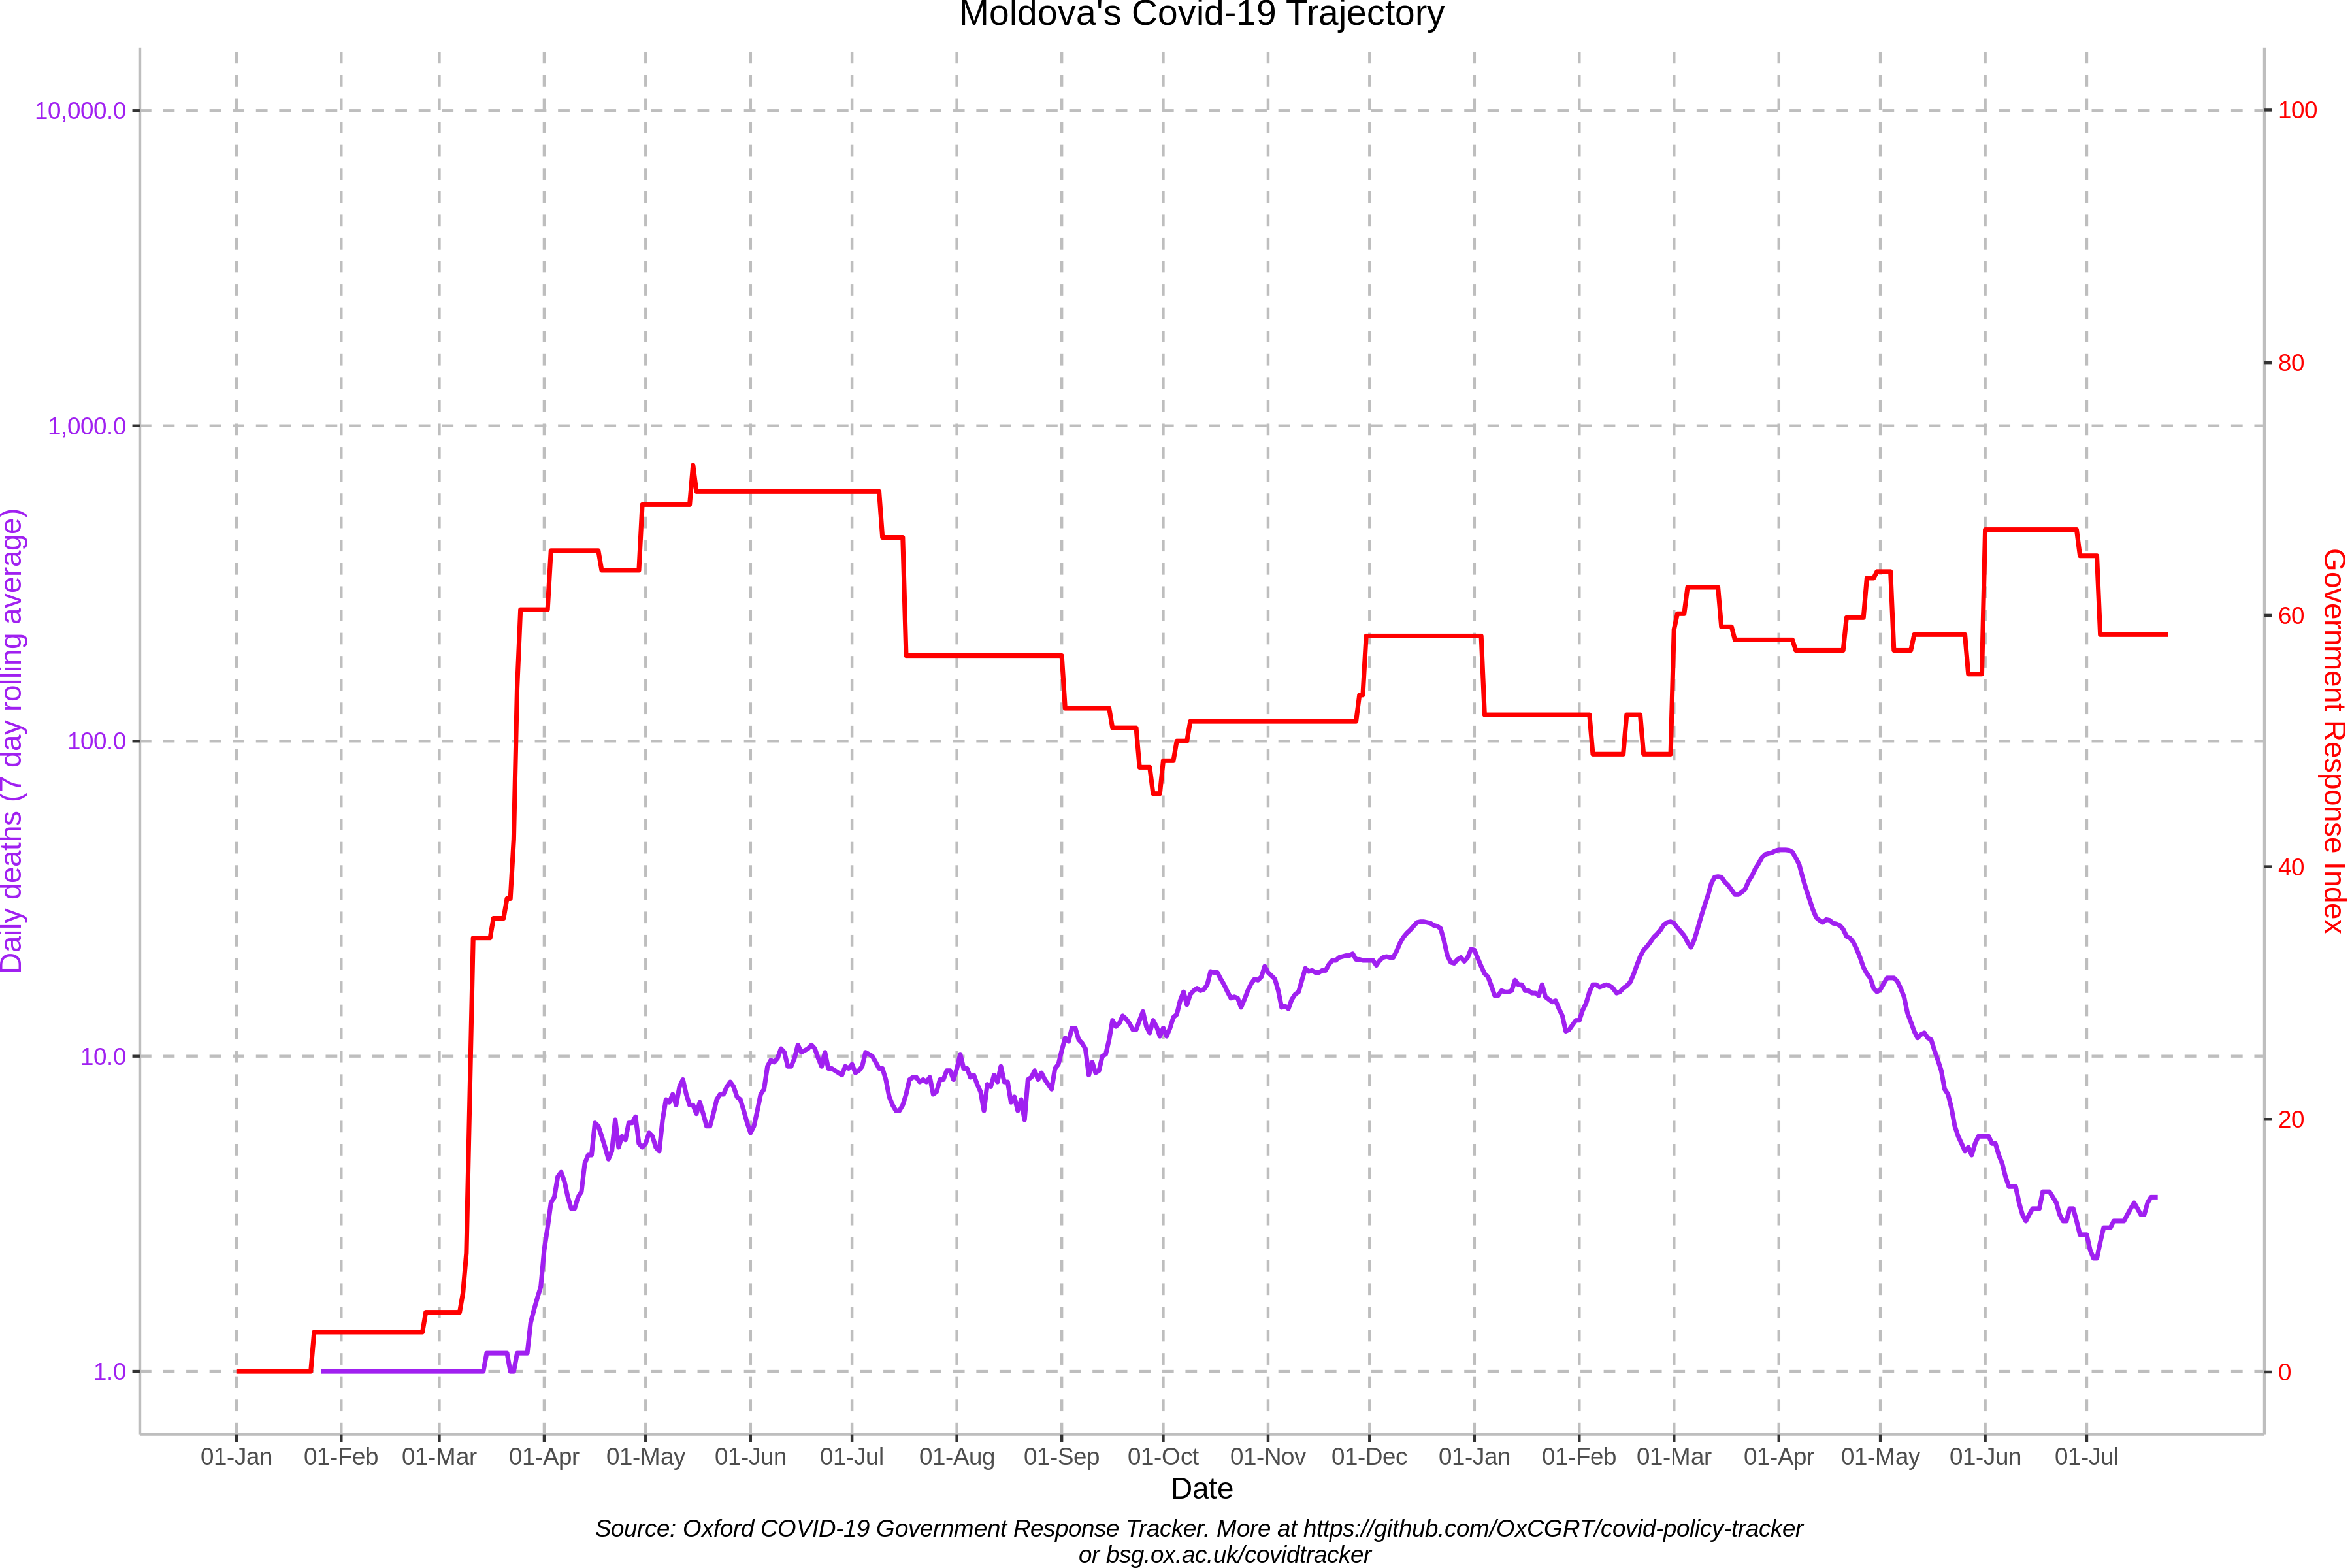 Moldova's Covid-19 Trajectory
10,000.0
1,000.0
100.0
10.0
1.0
Daily deaths (7 day rolling average)
100
80
60
40
20
0
Government Response Index
01-Jan 01-Feb 01-Mar 01-Apr 01-May 01-Jun 01-Jul 01-Aug 01-Sep 01-Oct 01-Nov 01-Dec 01-Jan 01-Feb 01-Mar 01-Apr 01-May 01-Jun 01-Jul
Date
Source: Oxford COVID-19 Government Response Tracker. More at https://github.com/OxCGRT/covid-policy-tracker
or bsg.ox.ac.uk/covidtracker